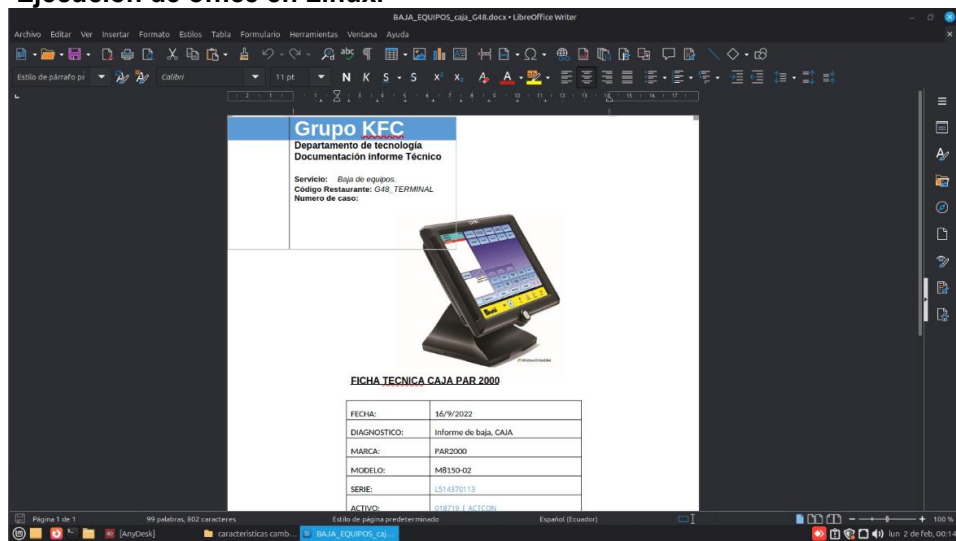 Ejecución de office en Linux.
BAJA_EQUIPOS_caja_G48.docx • LibreOffice Writer
Archivo Editar Ver Insertar Formato Estilos Tabla Formulario Herramientas Ventana Ayuda
Estilo de párrafo pr Calibri 11 pt N K S S X² X₂ A A
Grupo KFC
Departamento de tecnología
Documentación informe Técnico
Servicio: Baja de equipos.
Código Restaurante: G48_TERMINAL
Numero de caso:
FICHA TECNICA CAJA PAR 2000
FECHA: 16/9/2022
DIAGNOSTICO: Informe de baja, CAJA
MARCA: PAR2000
MODELO: M8150-02
SERIE: L514370113
ACTIVO: 018719 | ACTCON
Página 1 de 1 99 palabras, 802 caracteres Estilo de página predeterminado Español (Ecuador) 100 %
[AnyDesk] caracteristicas camb... BAJA_EQUIPOS_caj... lun 2 de feb, 00:14